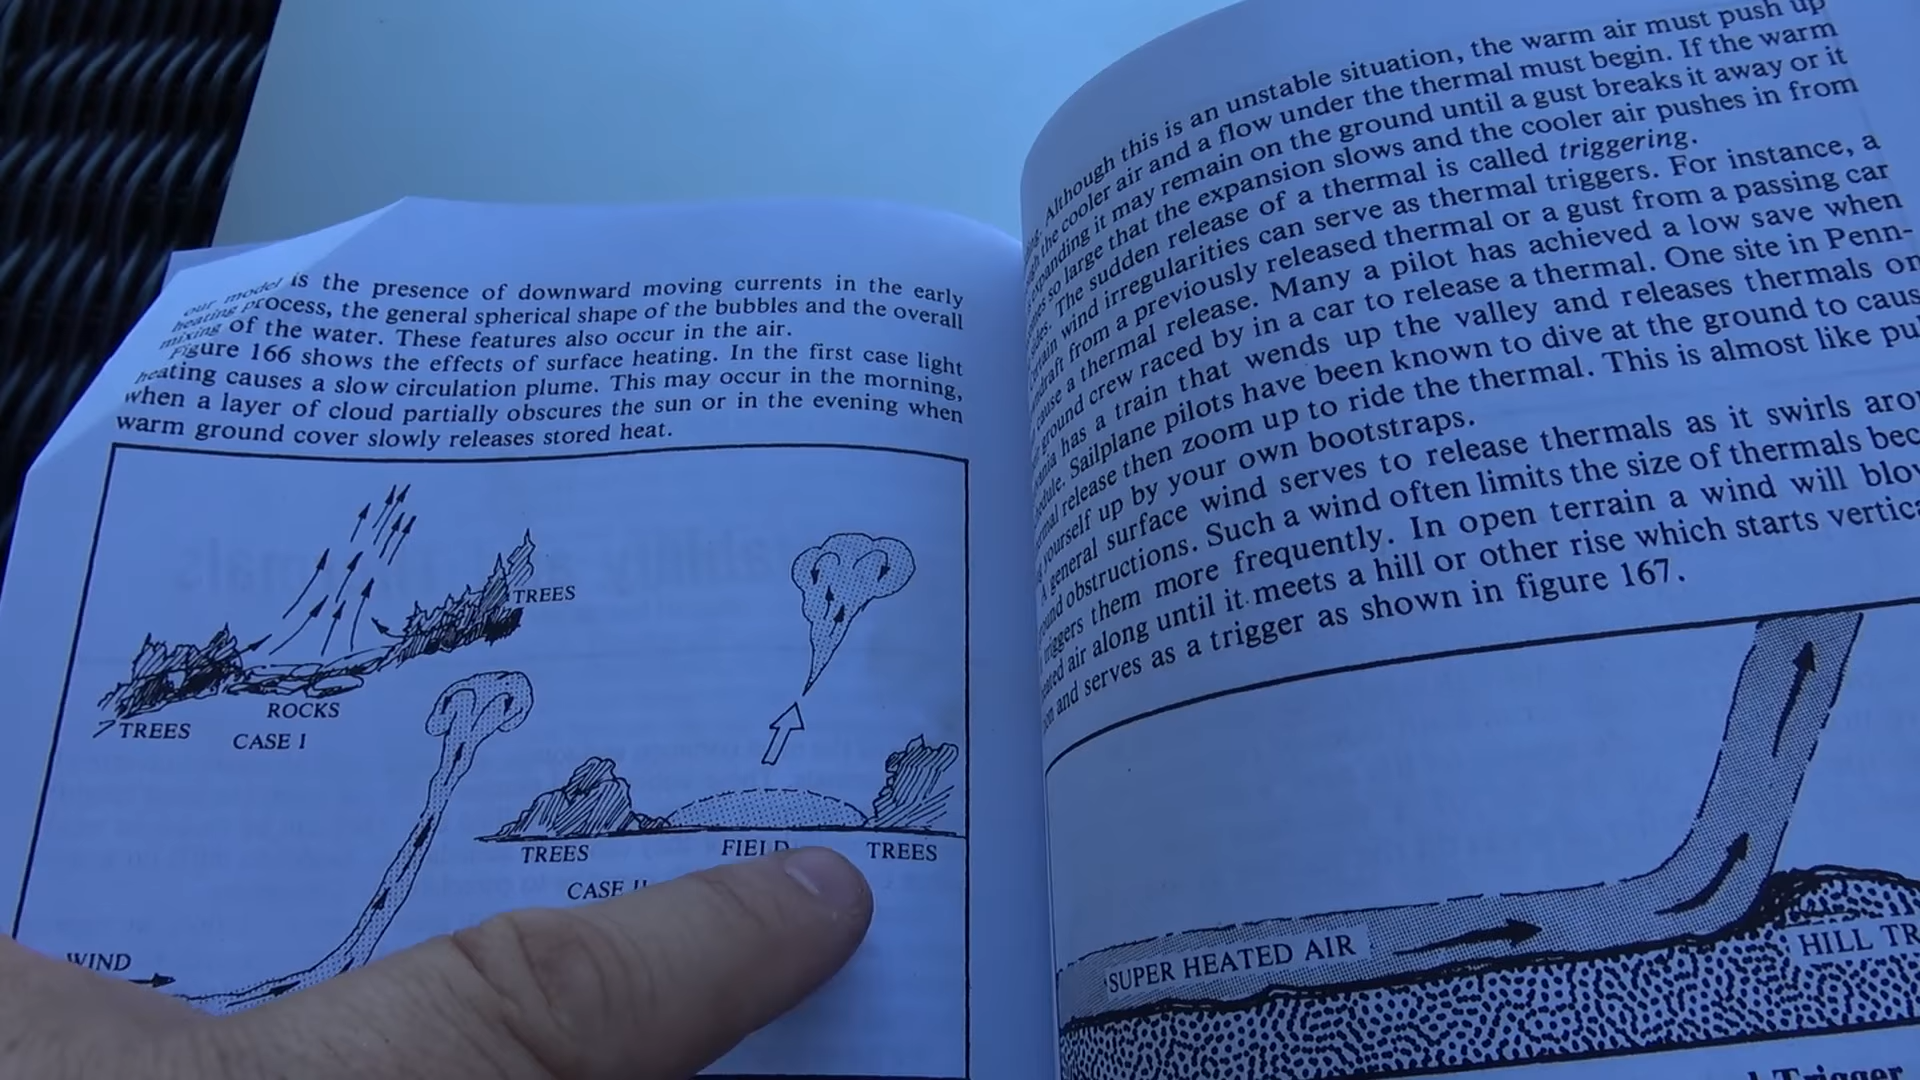 our model is the presence of downward moving currents in the early
heating process, the general spherical shape of the bubbles and the overall
mixing of the water. These features also occur in the air.
Figure 166 shows the effects of surface heating. In the first case light
heating causes a slow circulation plume. This may occur in the morning,
when a layer of cloud partially obscures the sun or in the evening when
warm ground cover slowly releases stored heat.
TREES
ROCKS
TREES
CASE I
TREES
FIELD
TREES
CASE II
WIND
Although this is an unstable situation, the warm air must push up
the cooler air and a flow under the thermal must begin. If the warm
expanding it may remain on the ground until a gust breaks it away or it
so large that the expansion slows and the cooler air pushes in from
sides. The sudden release of a thermal is called triggering.
Certain wind irregularities can serve as thermal triggers. For instance, a
from a previously released thermal or a gust from a passing car
cause a thermal release. Many a pilot has achieved a low save when
ground crew raced by in a car to release a thermal. One site in Penn-
has a train that wends up the valley and releases thermals on
Sailplane pilots have been known to dive at the ground to caus
release then zoom up to ride the thermal. This is almost like pul
yourself up by your own bootstraps.
A general surface wind serves to release thermals as it swirls arou
ound obstructions. Such a wind often limits the size of thermals bec
triggers them more frequently. In open terrain a wind will blow
heated air along until it meets a hill or other rise which starts vertica
and serves as a trigger as shown in figure 167.
SUPER HEATED AIR
HILL TR
Trigger